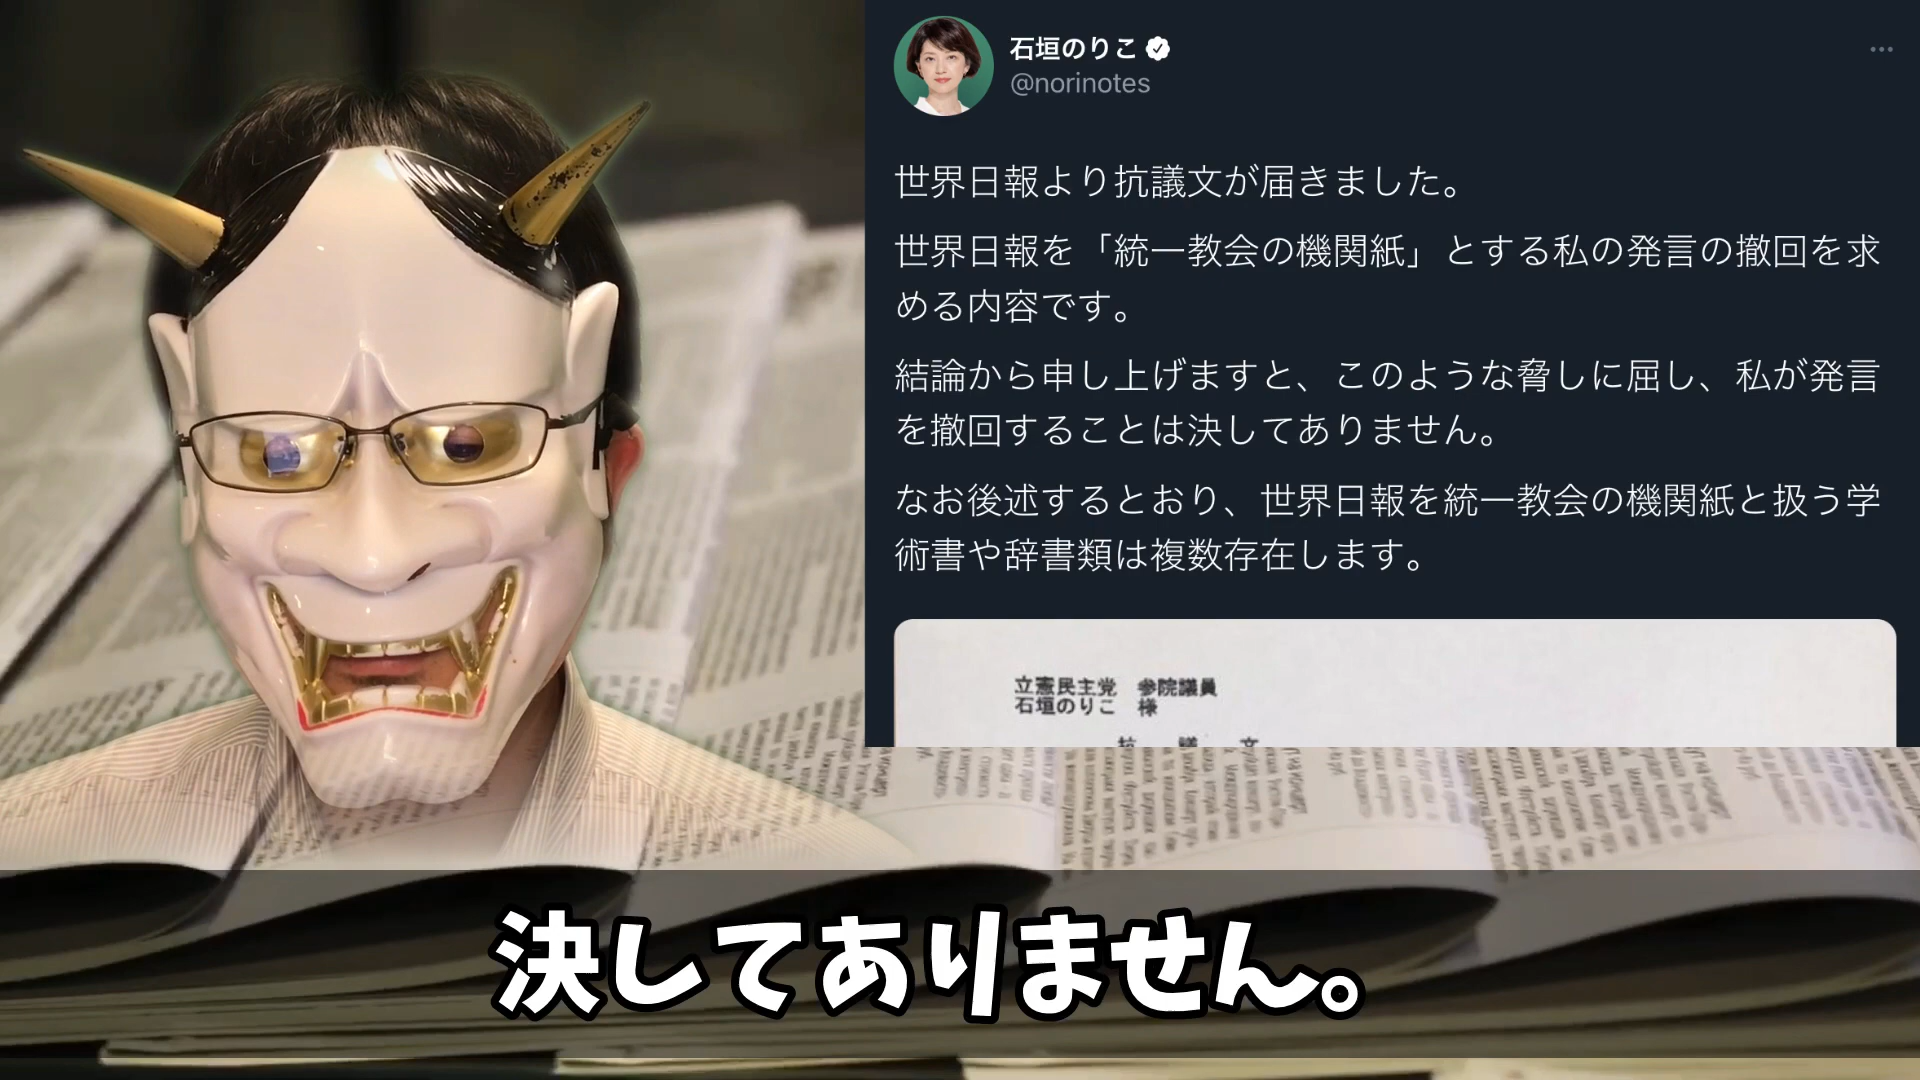 石垣のりこ
@norinotes
世界日報より抗議文が届きました。
世界日報を「統一教会の機関紙」とする私の発言の撤回を求
める内容です。
結論から申し上げますと、このような脅しに屈し、私が発言
を撤回することは決してありません。
なお後述するとおり、世界日報を統一教会の機関紙と扱う学
術書や辞書類は複数存在します。
立憲民主党 参院議員
石垣のりこ 様
抗 議 文
決してありません。